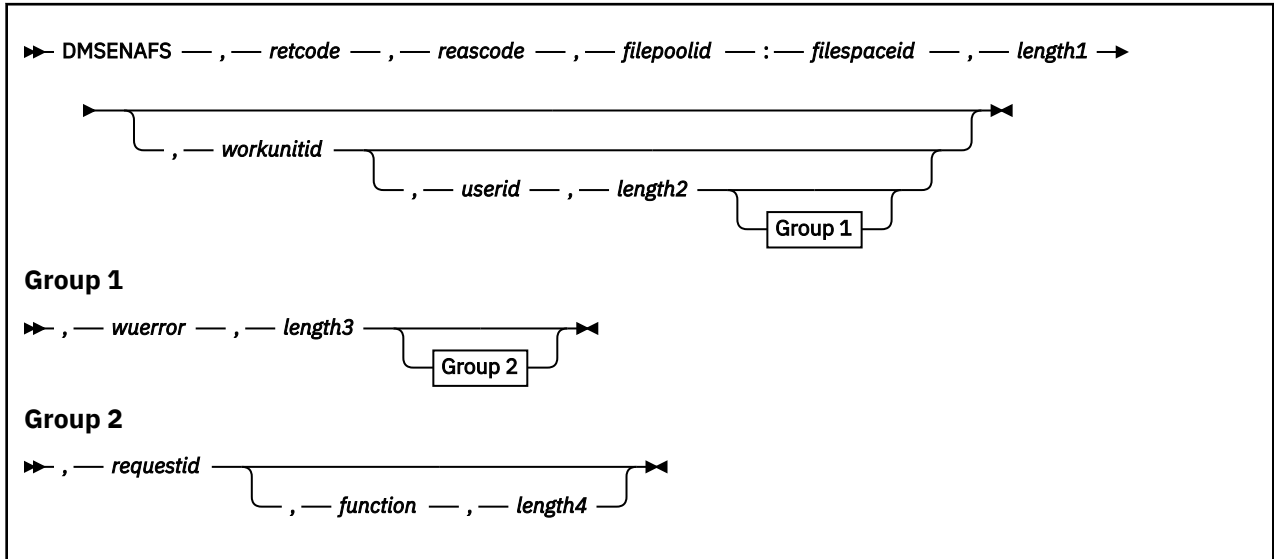 DMSENAFS , retcode , reascode , filepoolid : filespaceid , length1
, workunitid
, userid , length2
Group 1
Group 1
, wuerror , length3
Group 2
Group 2
, requestid
, function , length4